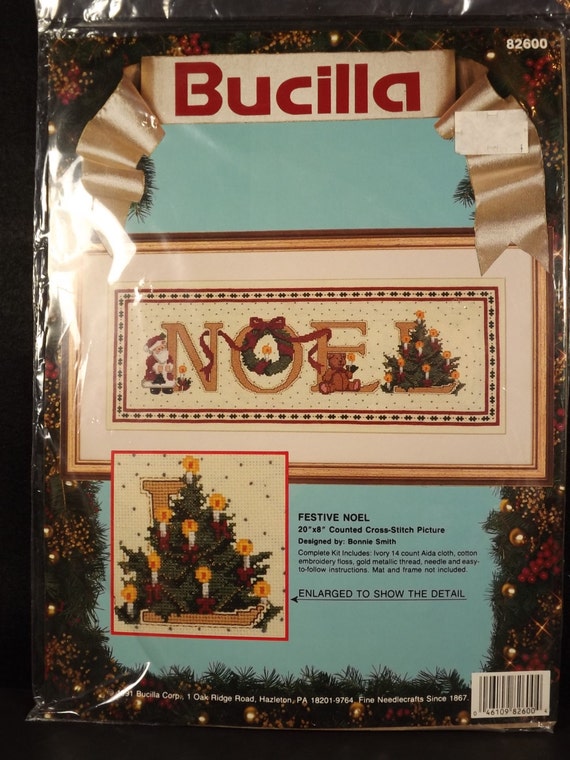 82600
Bucilla
NOEL
FESTIVE NOEL
20"x8" Counted Cross-Stitch Picture
Designed by: Bonnie Smith
Complete Kit Includes: Ivory 14 count Aida cloth, cotton
embroidery floss, gold metallic thread, needle and easy-
to-follow instructions. Mat and frame not included.
ENLARGED TO SHOW THE DETAIL
1991 Bucilla Corp., 1 Oak Ridge Road, Hazleton, PA 18201-9764. Fine Needlecrafts Since 1867.
0 46109 82600 4